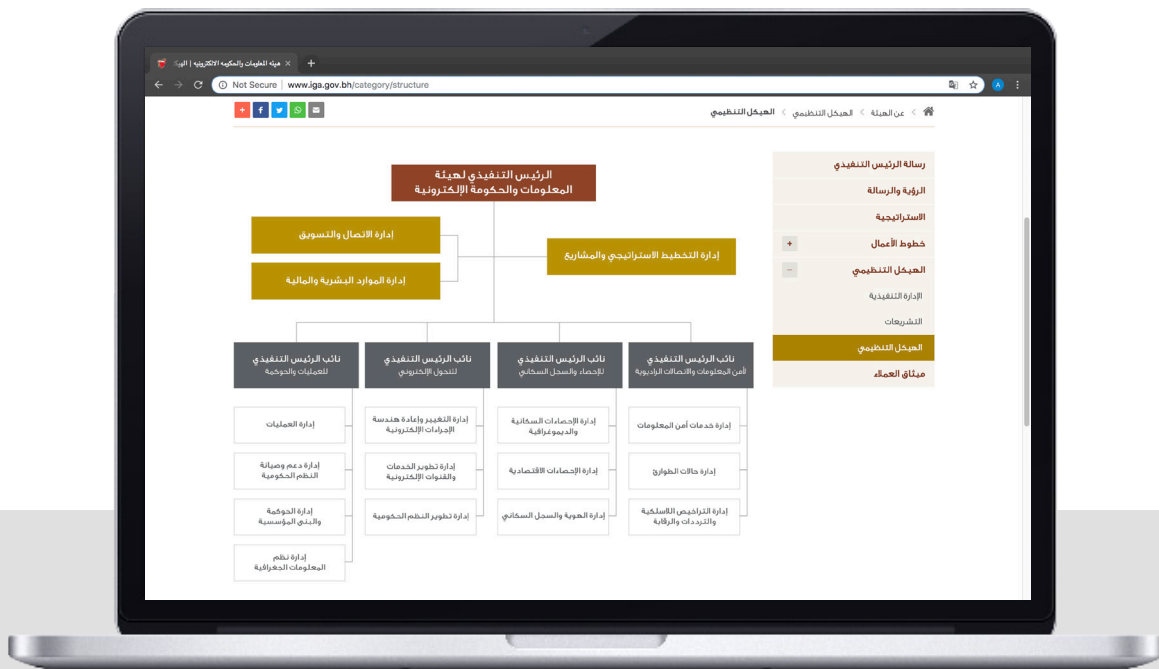 هيئة المعلومات والحكومة الالكترونية | الهيكل
Not Secure | www.iga.gov.bh/category/structure
عن الهيئة > الهيكل التنظيمي > الهيكل التنظيمي
رسالة الرئيس التنفيذي
الرؤية والرسالة
الاستراتيجية
خطوط الأعمال
الهيكل التنظيمي
الإدارة التنفيذية
التشريعات
الهيكل التنظيمي
ميثاق العملاء
الرئيس التنفيذي لهيئة
المعلومات والحكومة الإلكترونية
إدارة التخطيط الاستراتيجي والمشاريع
إدارة الاتصال والتسويق
إدارة الموارد البشرية والمالية
نائب الرئيس التنفيذي
لأمن المعلومات والاتصالات الراديوية
إدارة خدمات أمن المعلومات
إدارة حالات الطوارئ
إدارة التراخيص اللاسلكية
والترددات والرقابة
نائب الرئيس التنفيذي
للإحصاء والسجل السكاني
إدارة الإحصاءات السكانية
والديموغرافية
إدارة الإحصاءات الاقتصادية
إدارة الهوية والسجل السكاني
نائب الرئيس التنفيذي
للتحول الإلكتروني
إدارة التغيير وإعادة هندسة
الإجراءات الإلكترونية
إدارة تطوير الخدمات
والقنوات الإلكترونية
إدارة تطوير النظم الحكومية
نائب الرئيس التنفيذي
للعمليات والحوكمة
إدارة العمليات
إدارة دعم وصيانة
النظم الحكومية
إدارة الحوكمة
والبنى المؤسسية
إدارة نظم
المعلومات الجغرافية